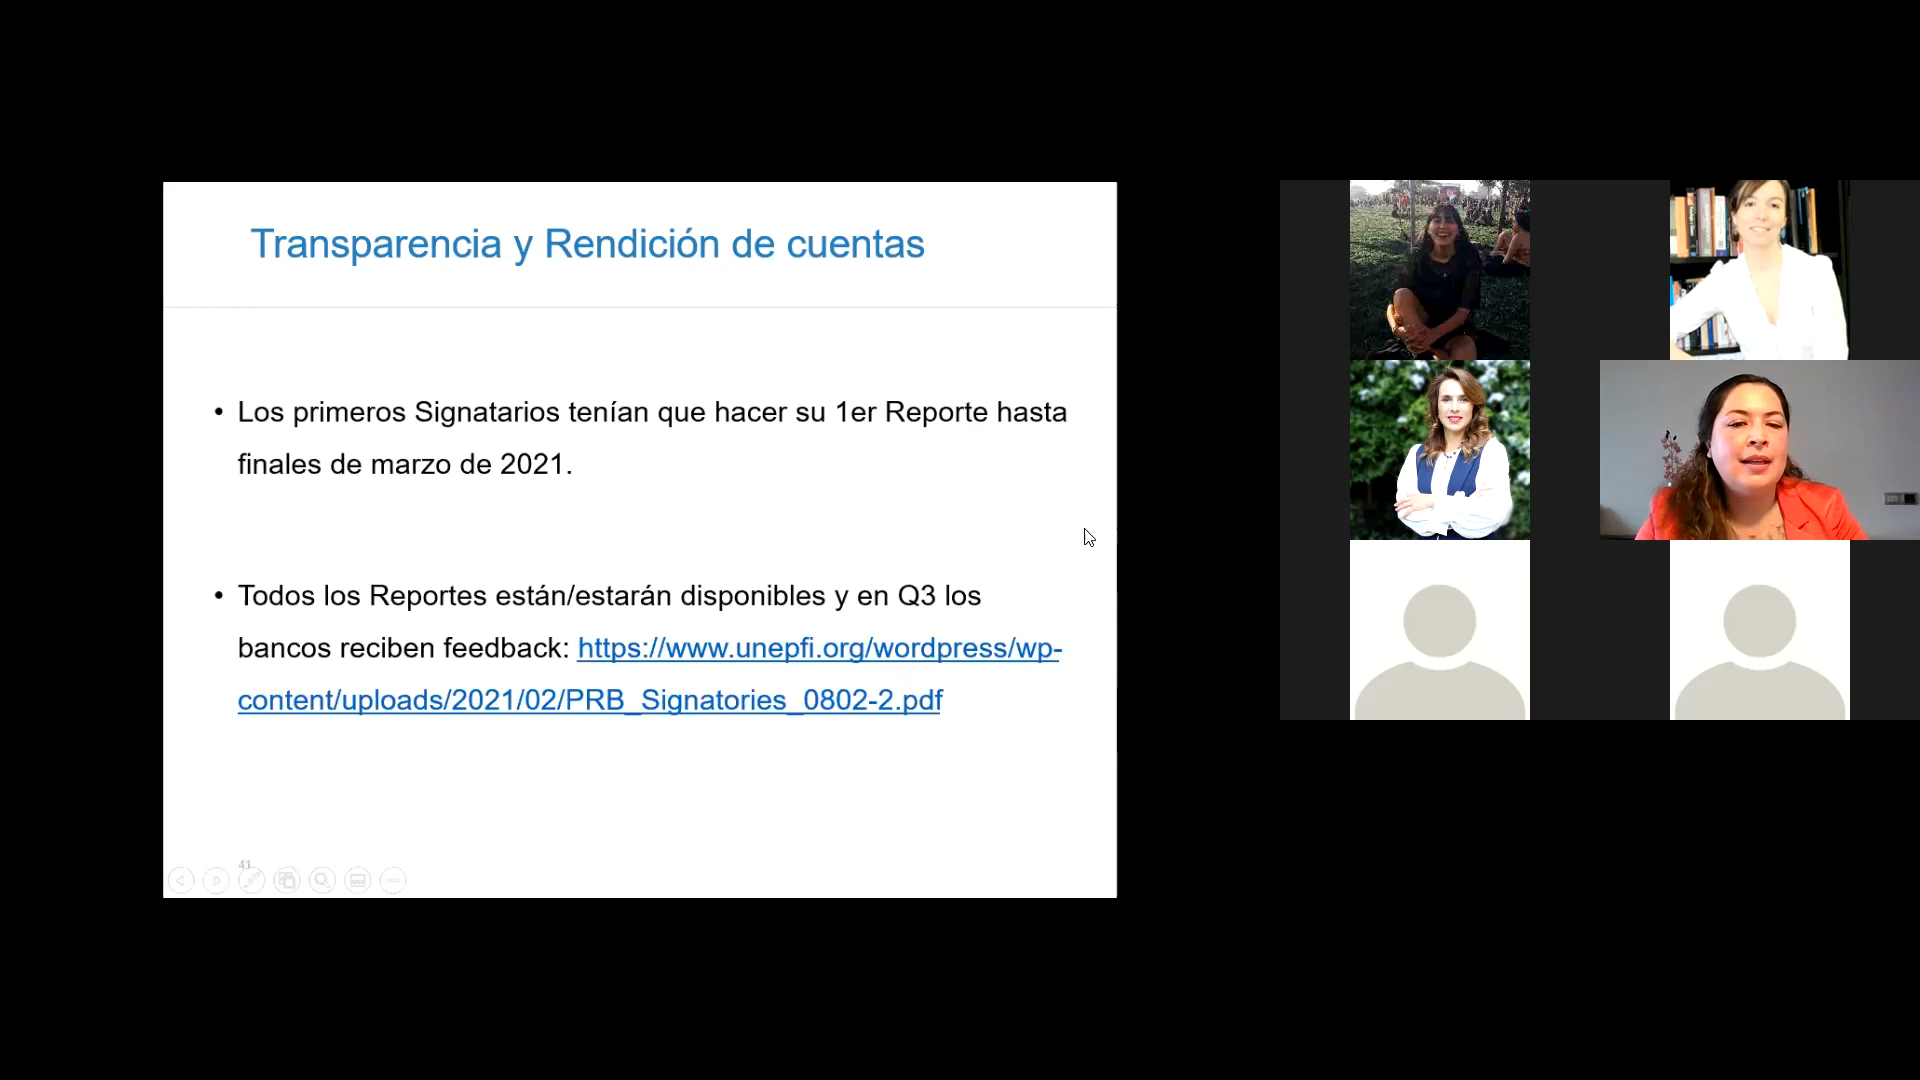 Transparencia y Rendición de cuentas
• Los primeros Signatarios tenían que hacer su 1er Reporte hasta
finales de marzo de 2021.
• Todos los Reportes están/estarán disponibles y en Q3 los
bancos reciben feedback: https://www.unepfi.org/wordpress/wp-
content/uploads/2021/02/PRB_Signatories_0802-2.pdf
41